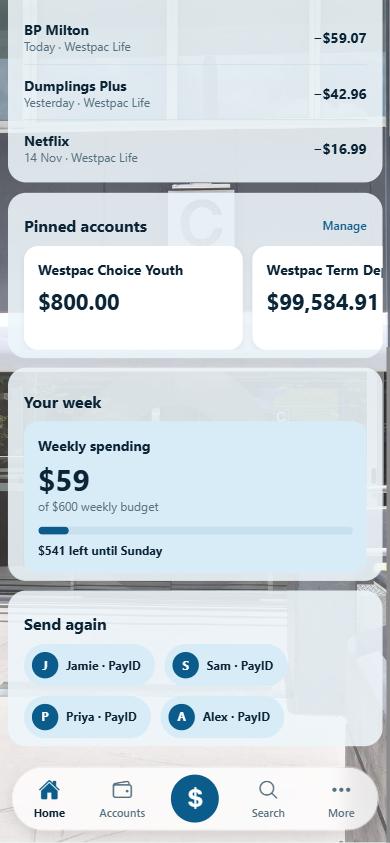 BP Milton
−$59.07
Today · Westpac Life
Dumplings Plus
−$42.96
Yesterday · Westpac Life
Netflix
−$16.99
14 Nov · Westpac Life
C
Pinned accounts
Manage
Westpac Choice Youth
Westpac Term
$800.00
$99,584.91
Your week
Weekly spending
$59
of $600 weekly budget
$541 left until Sunday
Send again
J Jamie · PayID
S Sam · PayID
P Priya · PayID
A Alex · PayID
$
Home
Accounts
Search
More